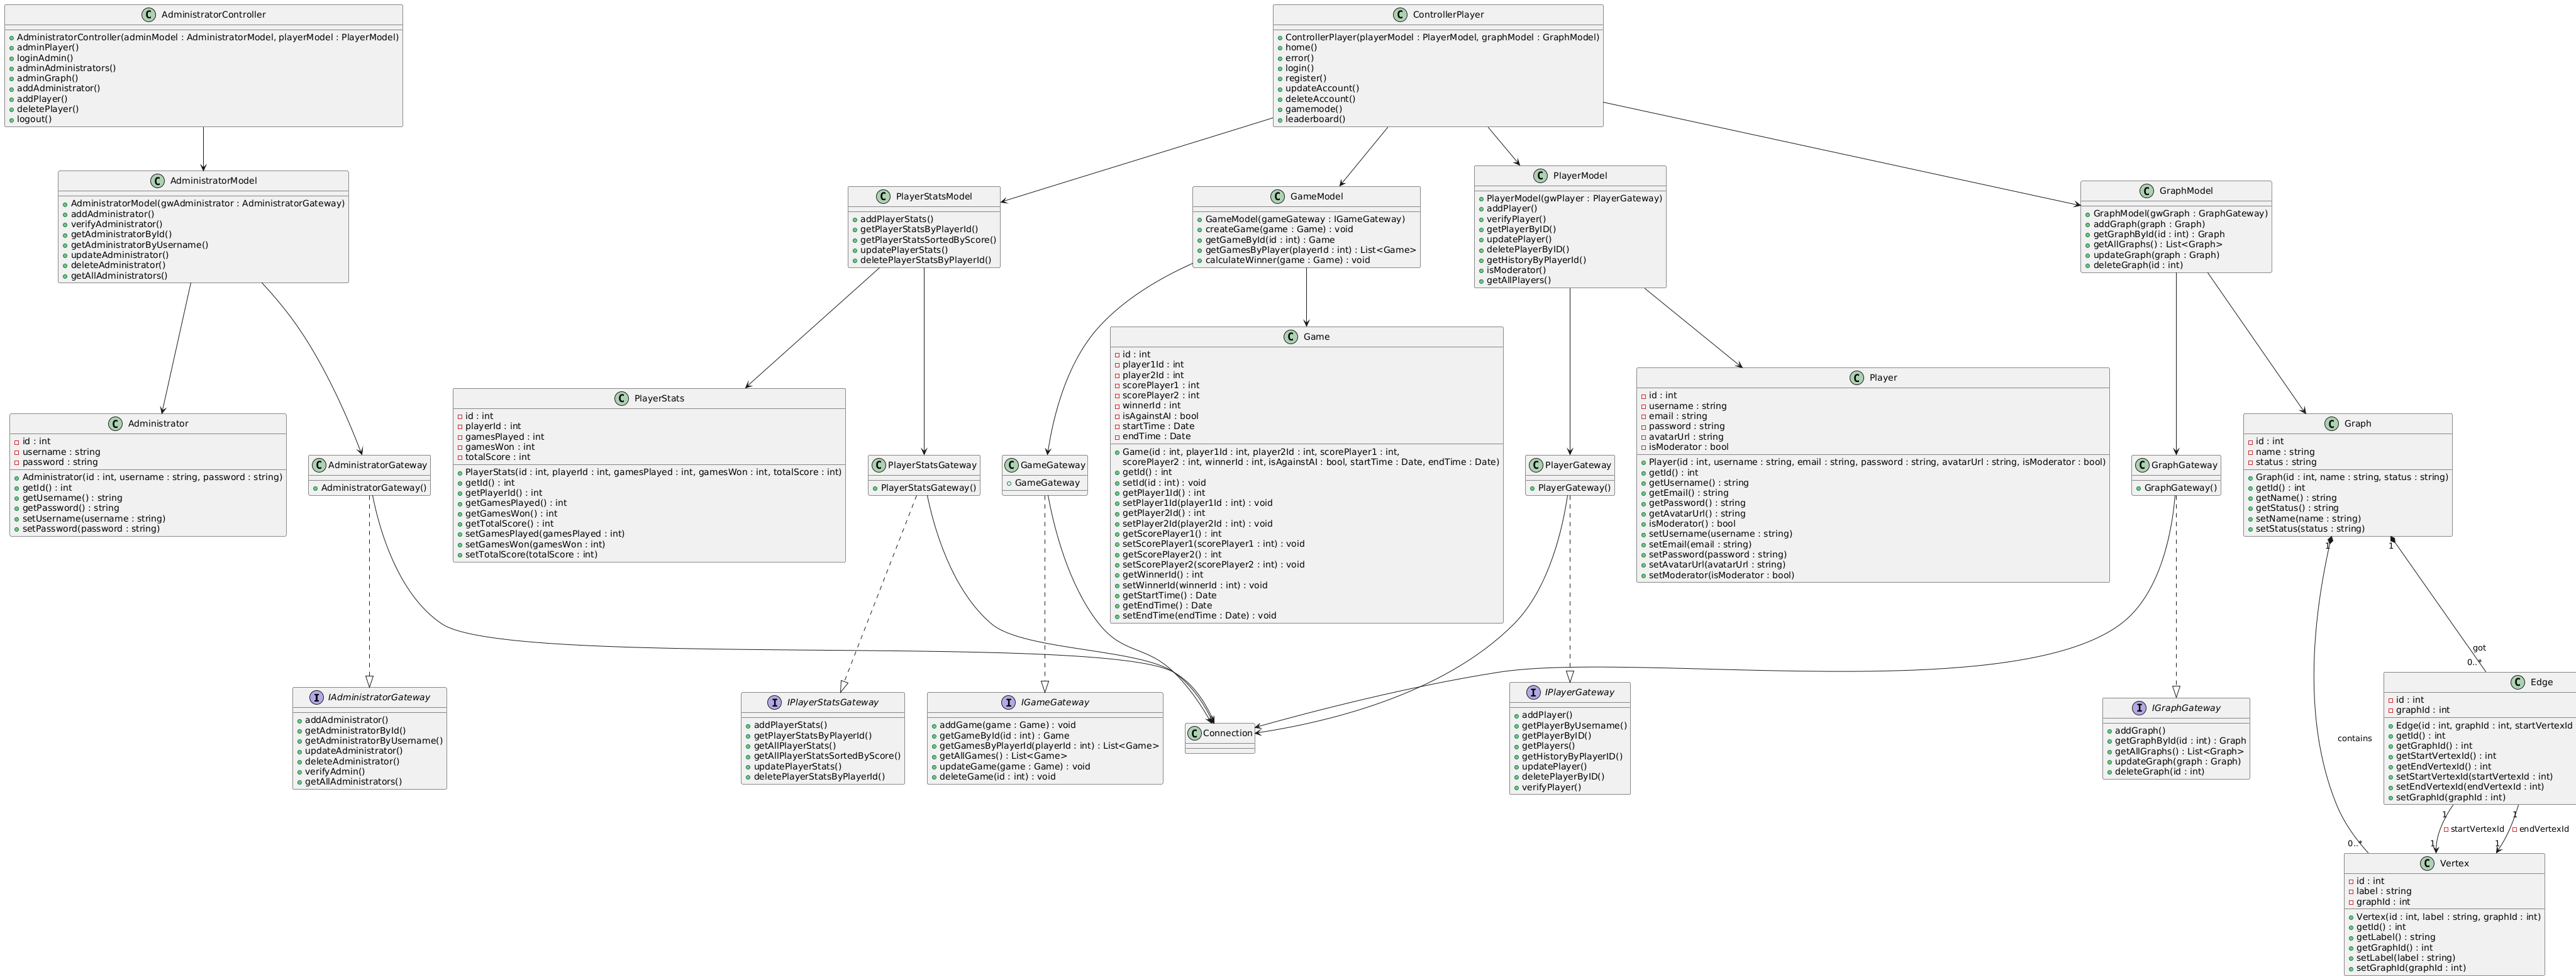 C AdministratorController
AdministratorController(adminModel : AdministratorModel, playerModel : PlayerModel)
adminPlayer()
loginAdmin()
adminAdministrators()
adminGraph()
addAdministrator()
addPlayer()
deletePlayer()
logout()
C ControllerPlayer
ControllerPlayer(playerModel : PlayerModel, graphModel : GraphModel)
home()
error()
login()
register()
updateAccount()
deleteAccount()
gamemode()
leaderboard()
C AdministratorModel
AdministratorModel(gwAdministrator : AdministratorGateway)
addAdministrator()
verifyAdministrator()
getAdministratorById()
getAdministratorByUsername()
updateAdministrator()
deleteAdministrator()
getAllAdministrators()
C PlayerStatsModel
addPlayerStats()
getPlayerStatsByPlayerId()
getPlayerStatsSortedByScore()
updatePlayerStats()
deletePlayerStatsByPlayerId()
C GameModel
GameModel(gameGateway : IGameGateway)
createGame(game : Game) : void
getGameById(id : int) : Game
getGamesByPlayer(playerId : int) : List<Game>
calculateWinner(game : Game) : void
C PlayerModel
PlayerModel(gwPlayer : PlayerGateway)
addPlayer()
verifyPlayer()
getPlayerByID()
updatePlayer()
deletePlayerByID()
getHistoryByPlayerId()
isModerator()
getAllPlayers()
C GraphModel
GraphModel(gwGraph : GraphGateway)
addGraph(graph : Graph)
getGraphById(id : int) : Graph
getAllGraphs() : List<Graph>
updateGraph(graph : Graph)
deleteGraph(id : int)
C Administrator
id : int
username : string
password : string
Administrator(id : int, username : string, password : string)
getId() : int
getUsername() : string
getPassword() : string
setUsername(username : string)
setPassword(password : string)
C AdministratorGateway
AdministratorGateway()
C PlayerStats
id : int
playerId : int
gamesPlayed : int
gamesWon : int
totalScore : int
PlayerStats(id : int, playerId : int, gamesPlayed : int, gamesWon : int, totalScore : int)
getId() : int
getPlayerId() : int
getGamesPlayed() : int
getGamesWon() : int
getTotalScore() : int
setGamesPlayed(gamesPlayed : int)
setGamesWon(gamesWon : int)
setTotalScore(totalScore : int)
C PlayerStatsGateway
PlayerStatsGateway()
C GameGateway
GameGateway
C Game
id : int
player1Id : int
player2Id : int
scorePlayer1 : int
scorePlayer2 : int
winnerId : int
isAgainstAI : bool
startTime : Date
endTime : Date
Game(id : int, player1Id : int, player2Id : int, scorePlayer1 : int,
scorePlayer2 : int, winnerId : int, isAgainstAI : bool, startTime : Date, endTime : Date)
getId() : int
setId(id : int) : void
getPlayer1Id() : int
setPlayer1Id(player1Id : int) : void
getPlayer2Id() : int
setPlayer2Id(player2Id : int) : void
getScorePlayer1() : int
setScorePlayer1(scorePlayer1 : int) : void
getScorePlayer2() : int
setScorePlayer2(scorePlayer2 : int) : void
getWinnerId() : int
setWinnerId(winnerId : int) : void
getStartTime() : Date
getEndTime() : Date
setEndTime(endTime : Date) : void
C PlayerGateway
PlayerGateway()
C Player
id : int
username : string
email : string
password : string
avatarUrl : string
isModerator : bool
Player(id : int, username : string, email : string, password : string, avatarUrl : string, isModerator : bool)
getId() : int
getUsername() : string
getEmail() : string
getPassword() : string
getAvatarUrl() : string
isModerator() : bool
setUsername(username : string)
setEmail(email : string)
setPassword(password : string)
setAvatarUrl(avatarUrl : string)
setModerator(isModerator : bool)
C GraphGateway
GraphGateway()
C Graph
id : int
name : string
status : string
Graph(id : int, name : string, status : string)
getId() : int
getName() : string
getStatus() : string
setName(name : string)
setStatus(status : string)
1
1
got
0..*
contains
0..*
I IAdministratorGateway
addAdministrator()
getAdministratorById()
getAdministratorByUsername()
updateAdministrator()
deleteAdministrator()
verifyAdmin()
getAllAdministrators()
I IPlayerStatsGateway
addPlayerStats()
getPlayerStatsByPlayerId()
getAllPlayerStats()
getAllPlayerStatsSortedByScore()
updatePlayerStats()
deletePlayerStatsByPlayerId()
I IGameGateway
addGame(game : Game) : void
getGameById(id : int) : Game
getGamesByPlayerId(playerId : int) : List<Game>
getAllGames() : List<Game>
updateGame(game : Game) : void
deleteGame(id : int) : void
C Connection
I IPlayerGateway
addPlayer()
getPlayerByUsername()
getPlayerByID()
getPlayers()
getHistoryByPlayerID()
updatePlayer()
deletePlayerByID()
verifyPlayer()
I IGraphGateway
addGraph()
getGraphById(id : int) : Graph
getAllGraphs() : List<Graph>
updateGraph(graph : Graph)
deleteGraph(id : int)
C Edge
id : int
graphId : int
Edge(id : int, graphId : int, startVertexId
getId() : int
getGraphId() : int
getStartVertexId() : int
getEndVertexId() : int
setStartVertexId(startVertexId : int)
setEndVertexId(endVertexId : int)
setGraphId(graphId : int)
1
1
startVertexId
endVertexId
1
1
C Vertex
id : int
label : string
graphId : int
Vertex(id : int, label : string, graphId : int)
getId() : int
getLabel() : string
getGraphId() : int
setLabel(label : string)
setGraphId(graphId : int)